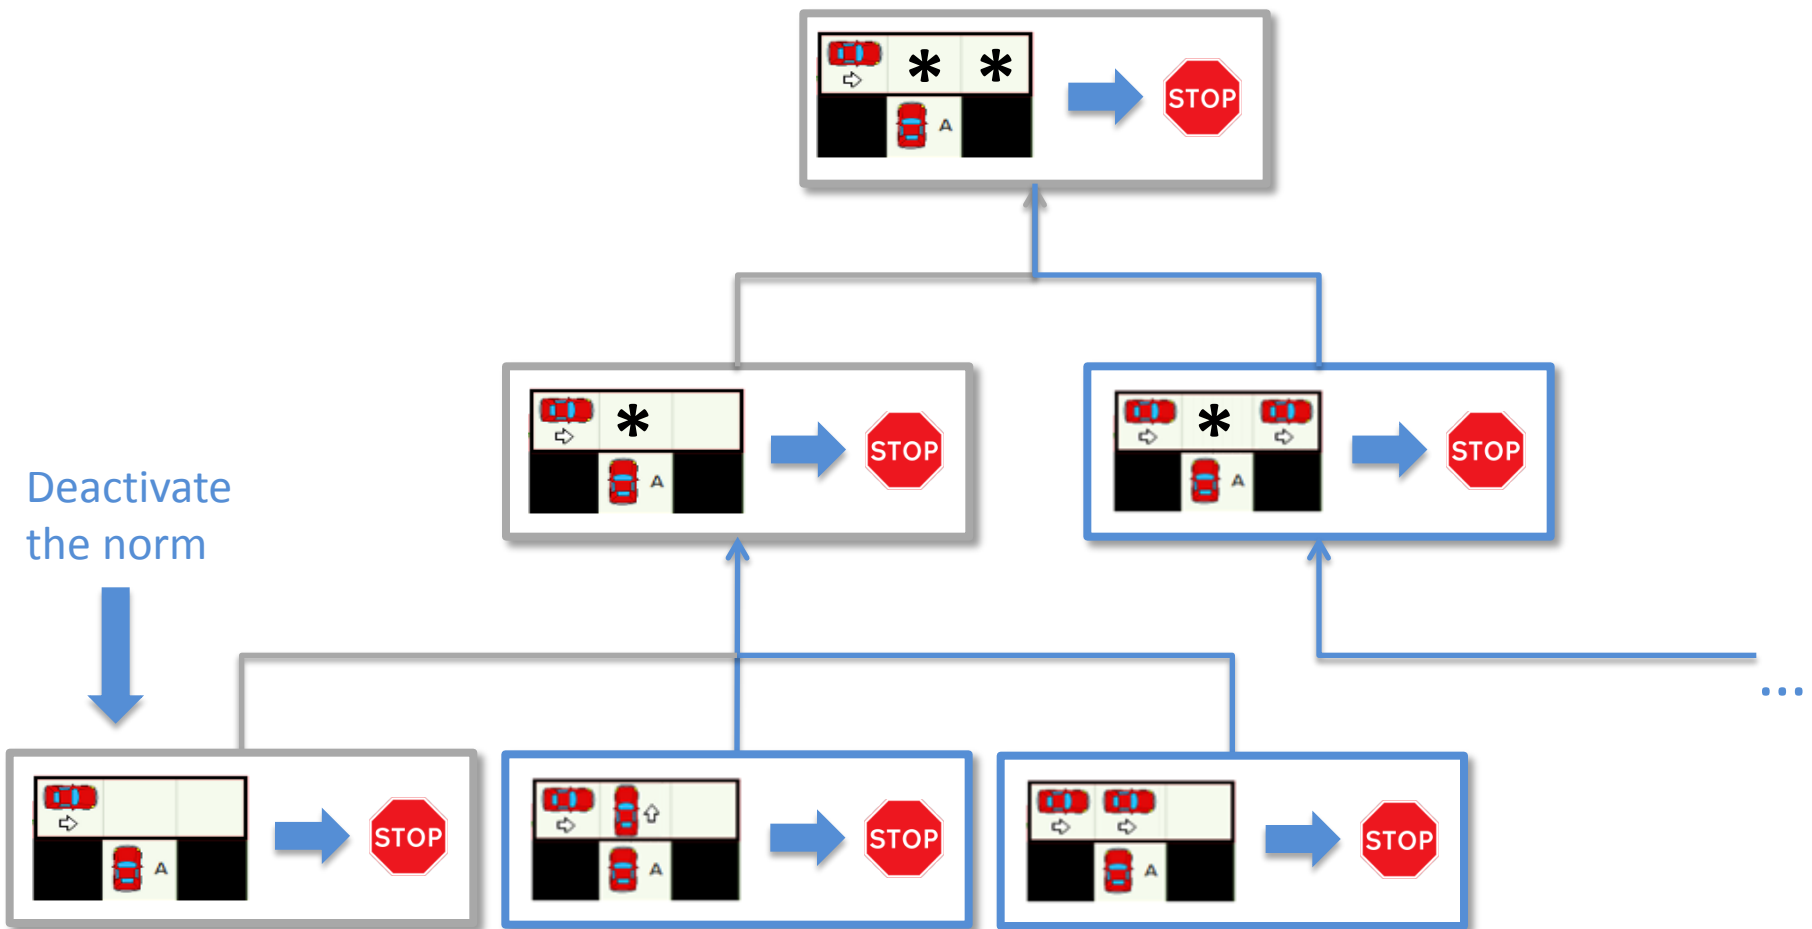 * *
A
STOP
*
A
STOP
*
A
STOP
Deactivate
the norm
...
A
STOP
A
STOP
A
STOP